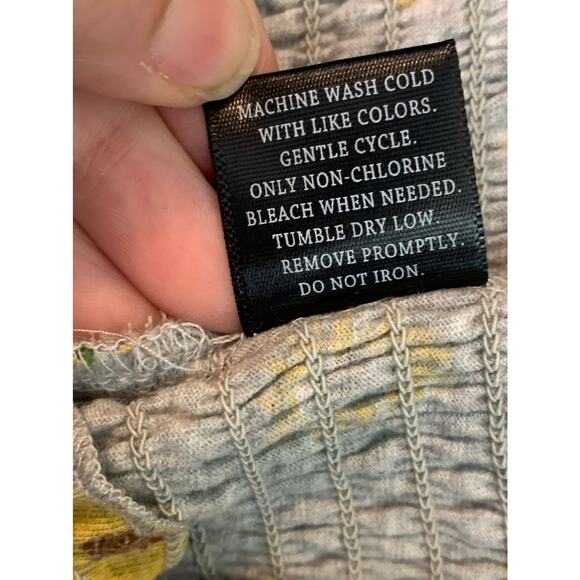 MACHINE WASH COLD
WITH LIKE COLORS.
GENTLE CYCLE.
ONLY NON-CHLORINE
BLEACH WHEN NEEDED.
TUMBLE DRY LOW.
REMOVE PROMPTLY.
DO NOT IRON.